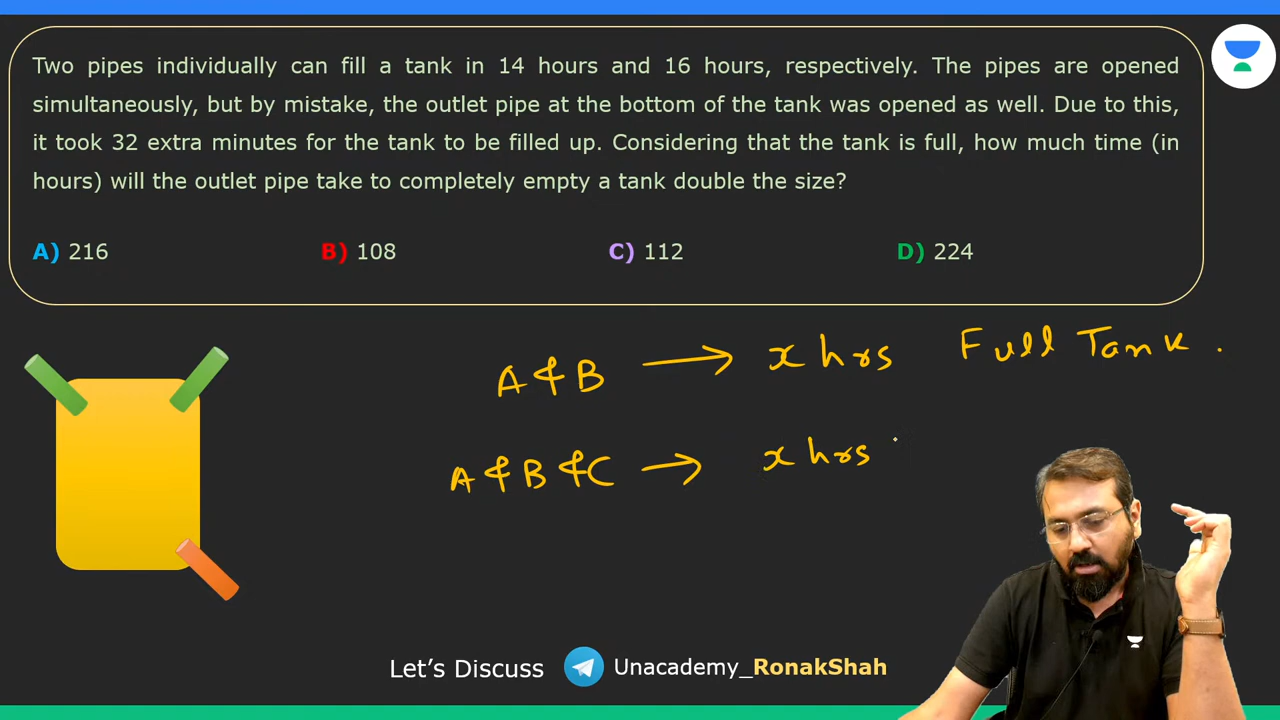 Two pipes individually can fill a tank in 14 hours and 16 hours, respectively. The pipes are opened
simultaneously, but by mistake, the outlet pipe at the bottom of the tank was opened as well. Due to this,
it took 32 extra minutes for the tank to be filled up. Considering that the tank is full, how much time (in
hours) will the outlet pipe take to completely empty a tank double the size?
A) 216 B) 108 C) 112 D) 224
A & B → x hrs Full Tank.
A & B & C → x hrs
Let's Discuss Unacademy_RonakShah